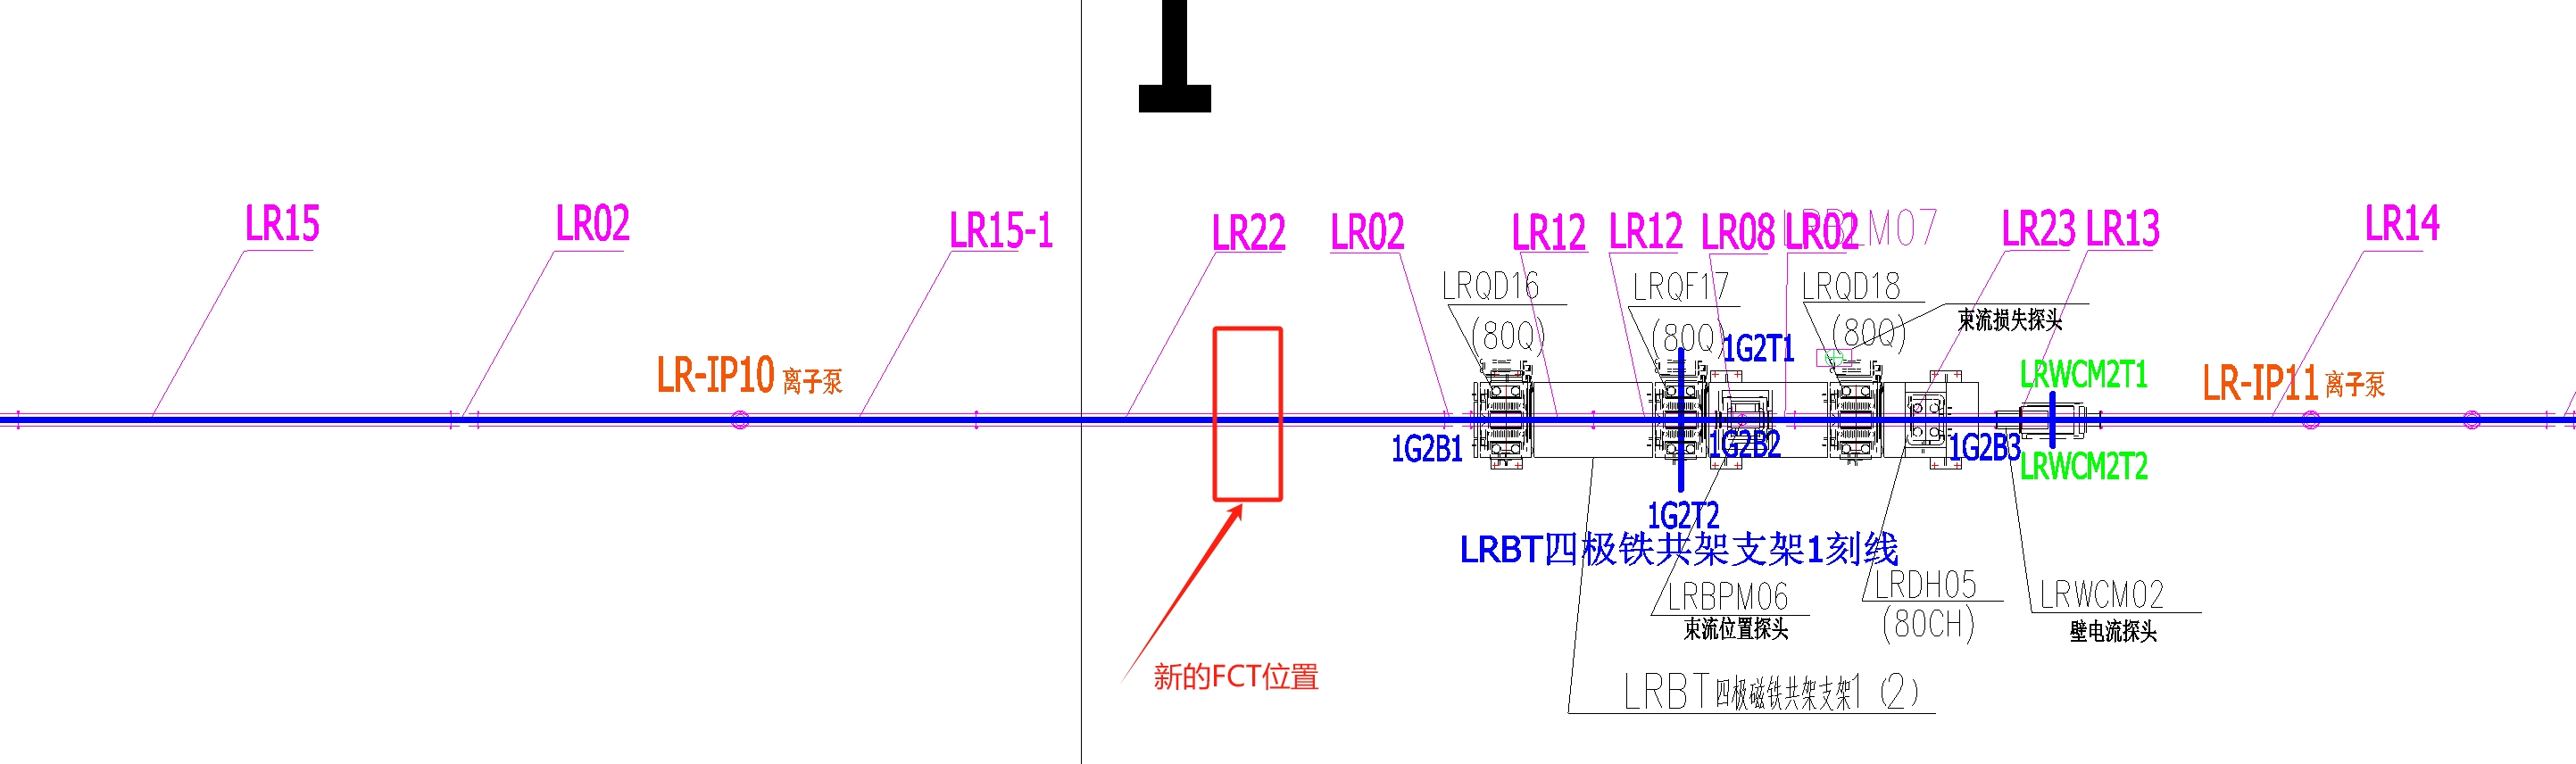 LR15
LR02
LR15-1
LR22
LR02
LR12
LR12
LR08
LR02
LRBLM07
LR23
LR13
LR14
LRQD16
(80Q)
LRQF17
(80Q)
LRQD18
(80Q)
束流损失探头
1G2T1
LR-IP10 离子泵
LRWCM2T1
LR-IP11 离子泵
1G2B1
1G2B2
1G2B3
LRWCM2T2
1G2T2
LRBT四极铁共架支架1刻线
LRBPM06
束流位置探头
LRDH05
(80CH)
LRWCM02
壁电流探头
新的FCT位置
LRBT四极磁铁共架支架1 (2)